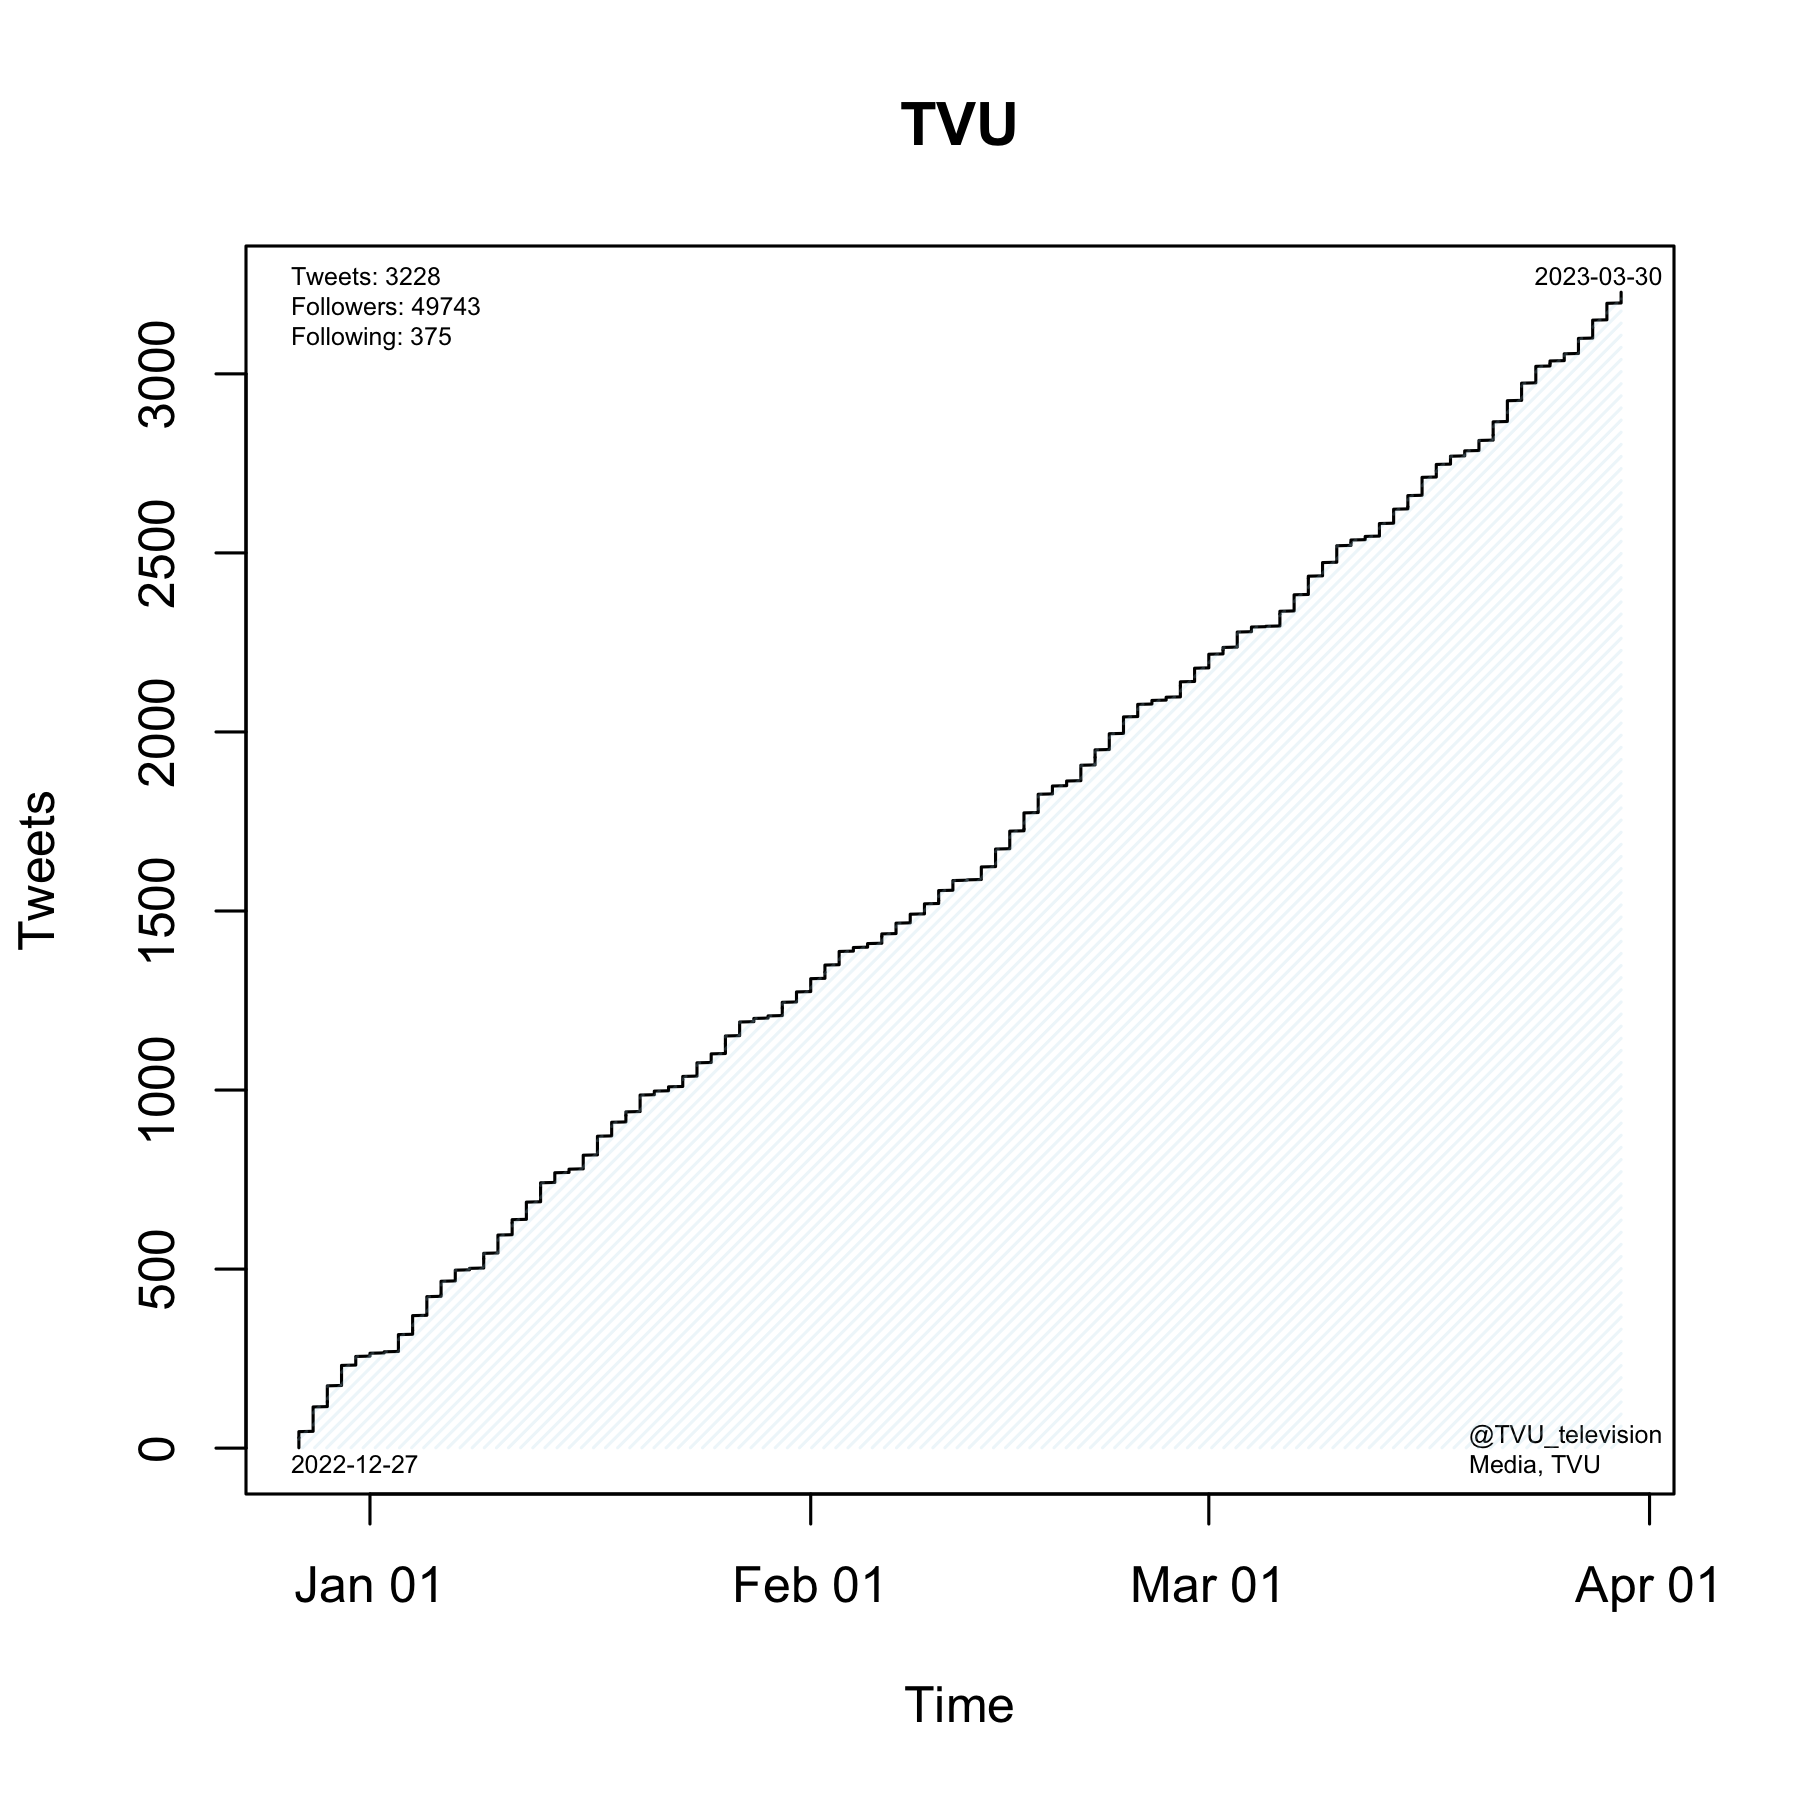 TVU
Tweets: 3228
Followers: 49743
Following: 375
2023-03-30
Tweets
3000
2500
2000
1500
1000
500
0
2022-12-27
@TVU_television
Media, TVU
Jan 01
Feb 01
Mar 01
Apr 01
Time